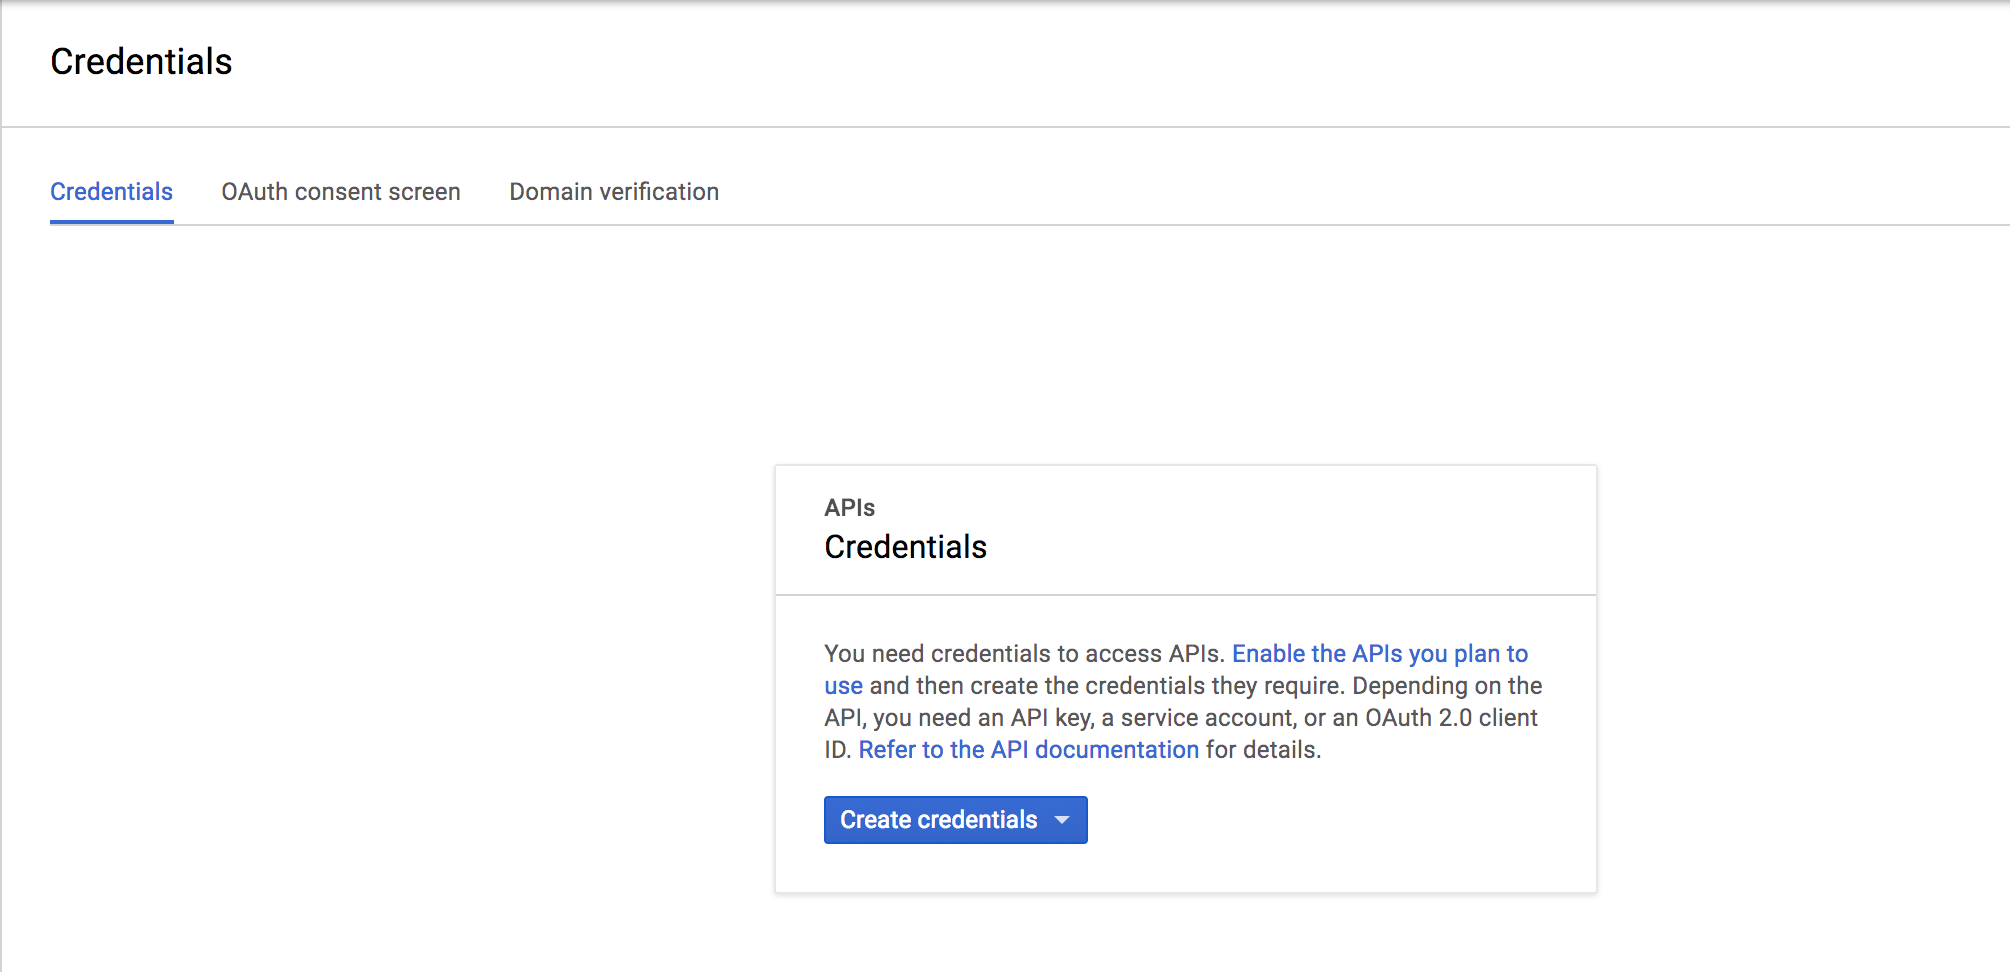 Credentials
Credentials
OAuth consent screen
Domain verification
APIs
Credentials
You need credentials to access APIs. Enable the APIs you plan to
use and then create the credentials they require. Depending on the
API, you need an API key, a service account, or an OAuth 2.0 client
ID. Refer to the API documentation for details.
Create credentials